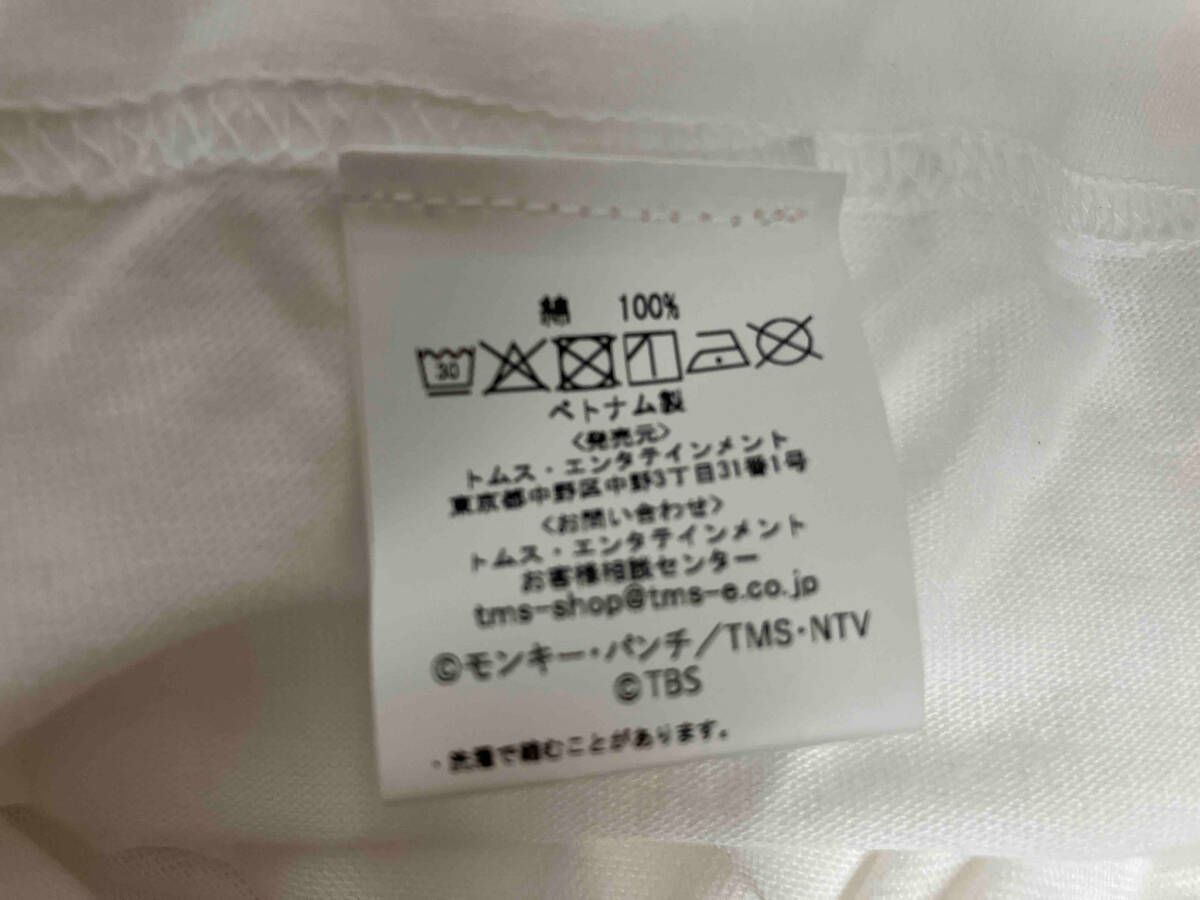 綿 100%
30
ベトナム製
<発売元>
トムス・エンタテインメント
東京都中野区中野3丁目31番1号
<お問い合わせ>
トムス・エンタテインメント
お客様相談センター
tms-shop@tms-e.co.jp
©モンキー・パンチ/TMS・NTV
©TBS
・洗濯で縮むことがあります。